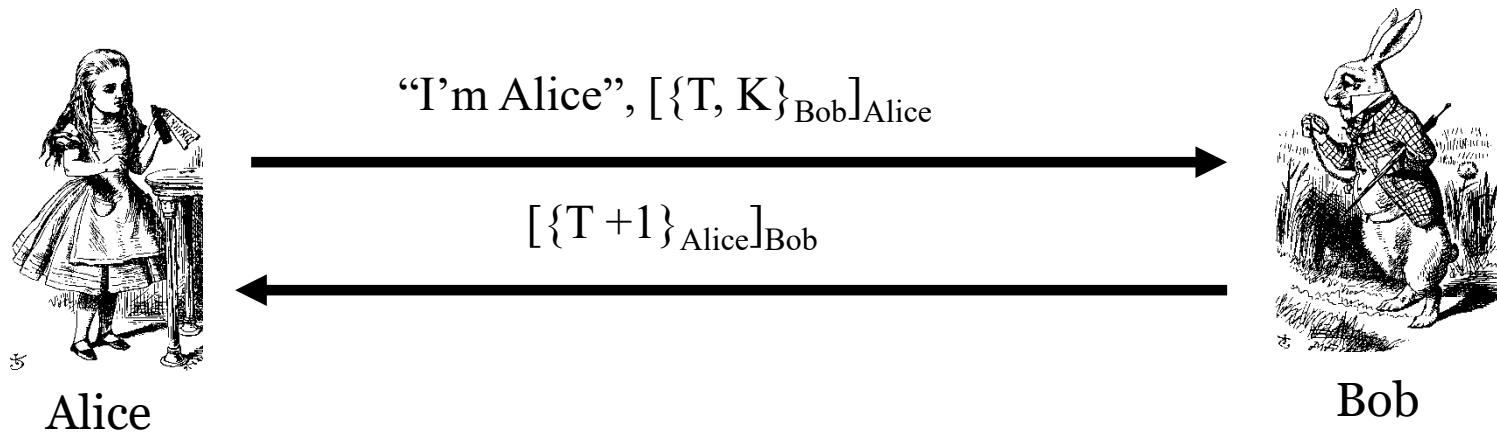 “I’m Alice”, [{T, K}Bob]Alice
[{T +1}Alice]Bob
Alice
Bob